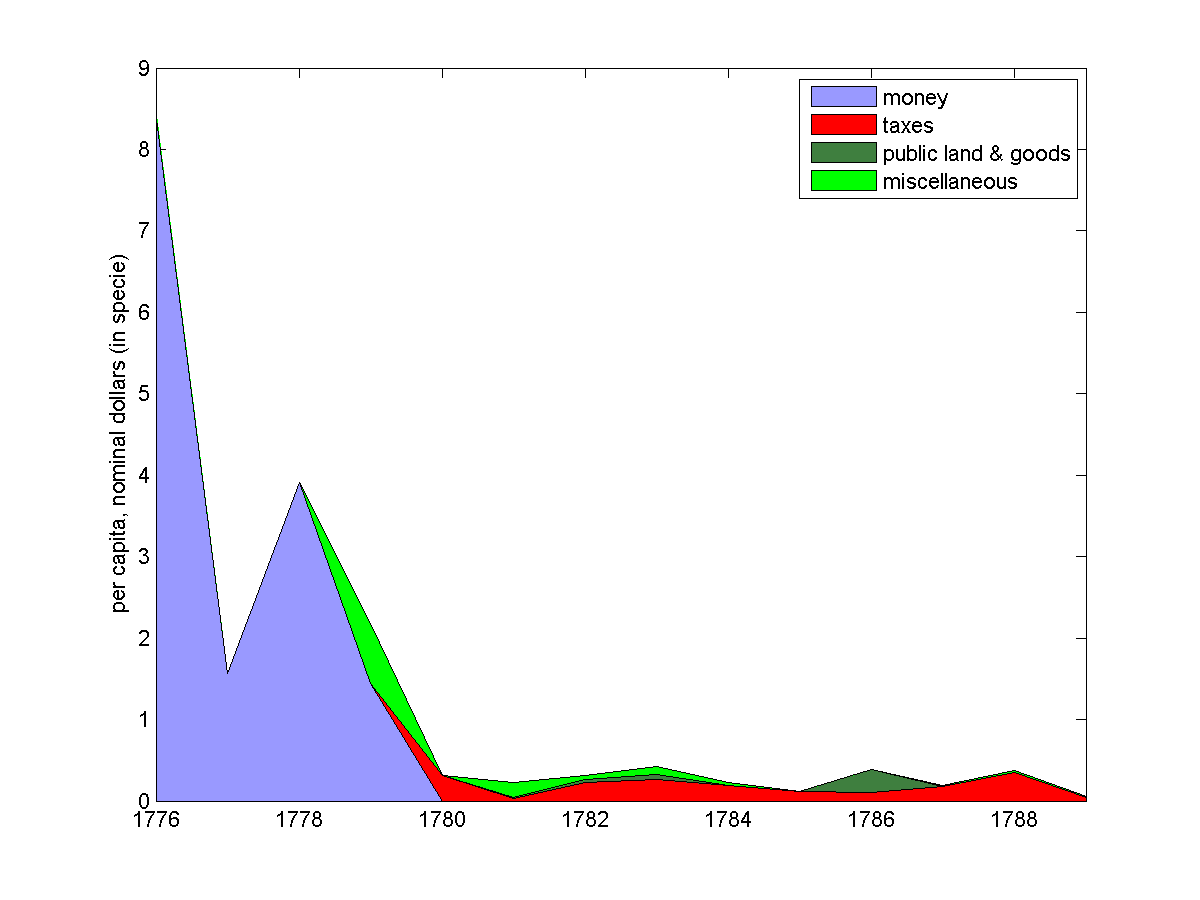 9
8
7
6
5
4
3
2
1
0
per capita, nominal dollars (in specie)
money
taxes
public land & goods
miscellaneous
1776 1778 1780 1782 1784 1786 1788